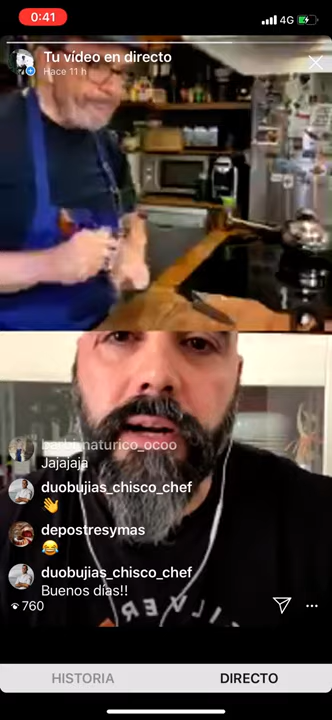 0:41
4G
Tu vídeo en directo
Hace 11 h
Jajajaja
duobujias_chisco_chef
👋
depostresymas
😂
duobujias_chisco_chef
Buenos días!!
760
HISTORIA
DIRECTO